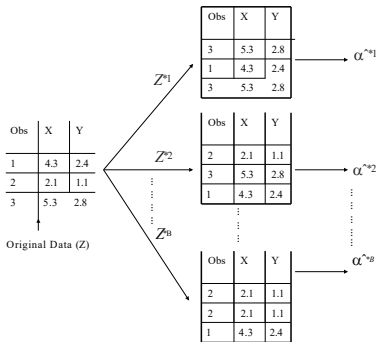 Obs X Y
1 4.3 2.4
2 2.1 1.1
3 5.3 2.8
Original Data (Z)
Z*1
Z*2
Z*B
Obs X Y
3 5.3 2.8
1 4.3 2.4
3 5.3 2.8
α̂*1
Obs X Y
2 2.1 1.1
3 5.3 2.8
1 4.3 2.4
α̂*2
Obs X Y
2 2.1 1.1
2 2.1 1.1
1 4.3 2.4
α̂*B